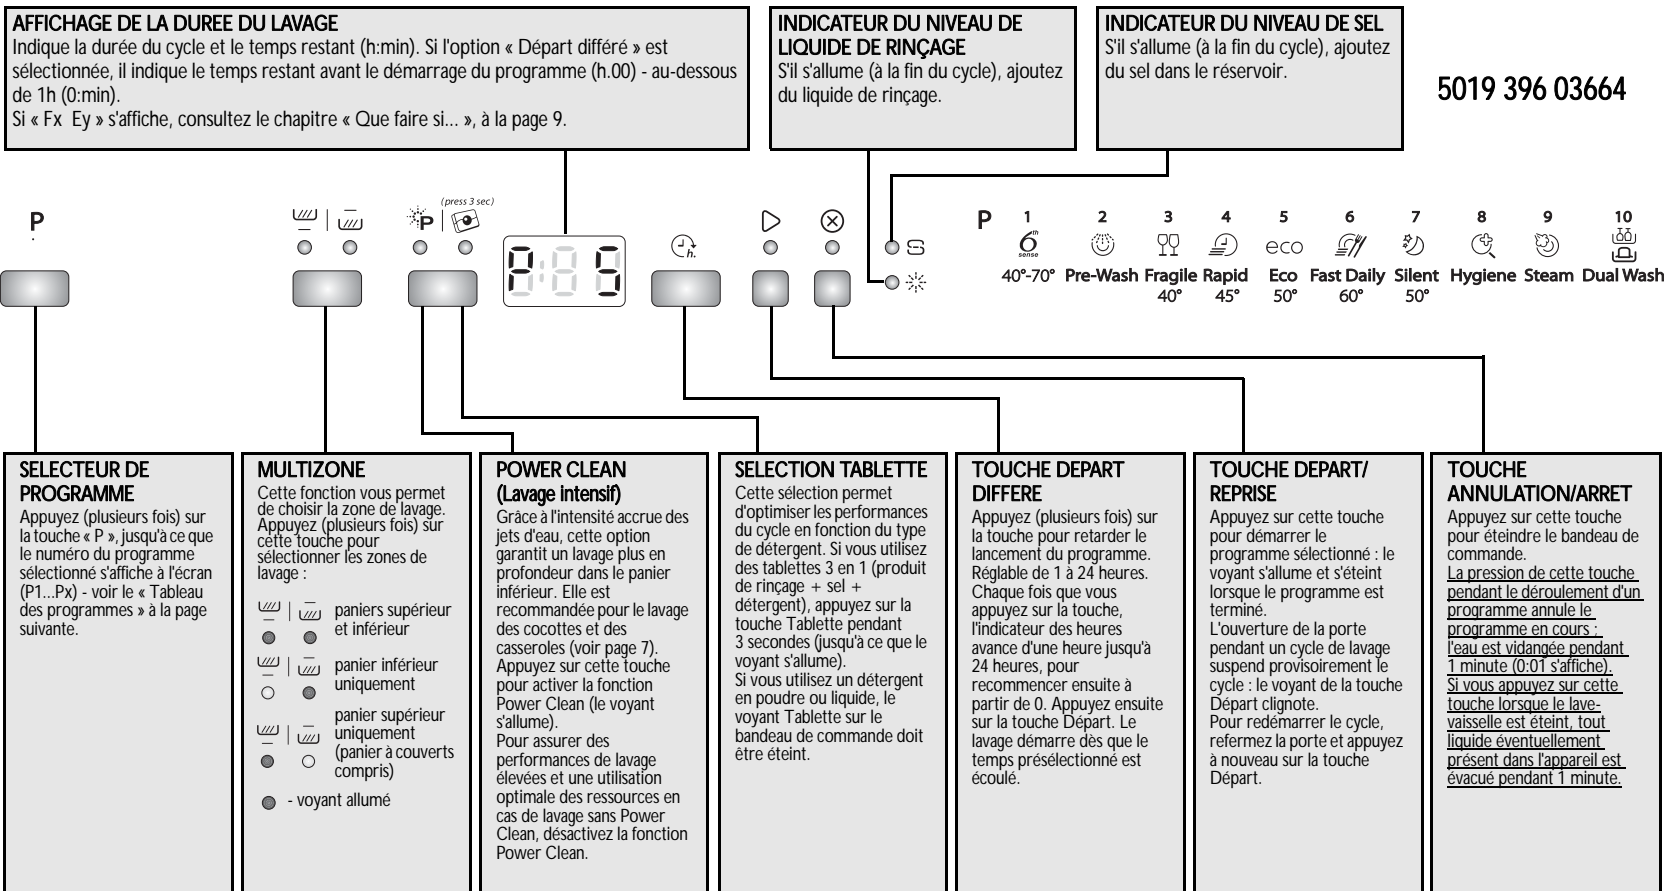 AFFICHAGE DE LA DUREE DU LAVAGE
Indique la durée du cycle et le temps restant (h:min). Si l'option « Départ différé » est
sélectionnée, il indique le temps restant avant le démarrage du programme (h.00) - au-dessous
de 1h (0:min).
Si « Fx Ey » s'affiche, consultez le chapitre « Que faire si... », à la page 9.
INDICATEUR DU NIVEAU DE
LIQUIDE DE RINÇAGE
S'il s'allume (à la fin du cycle), ajoutez
du liquide de rinçage.
INDICATEUR DU NIVEAU DE SEL
S'il s'allume (à la fin du cycle), ajoutez
du sel dans le réservoir.
5019 396 03664
P
P
(press 3 sec)
P 5
h.
P 1 2 3 4 5 6 7 8 9 10
6th
sense
eco
40°-70° Pre-Wash Fragile Rapid Eco Fast Daily Silent Hygiene Steam Dual Wash
40° 45° 50° 60° 50°
SELECTEUR DE
PROGRAMME
Appuyez (plusieurs fois) sur
la touche « P », jusqu'à ce que
le numéro du programme
sélectionné s'affiche à l'écran
(P1...Px) - voir le « Tableau
des programmes » à la page
suivante.
MULTIZONE
Cette fonction vous permet
de choisir la zone de lavage.
Appuyez (plusieurs fois) sur
cette touche pour
sélectionner les zones de
lavage :
paniers supérieur
et inférieur
panier inférieur
uniquement
panier supérieur
uniquement
(panier à couverts
compris)
- voyant allumé
POWER CLEAN
(Lavage intensif)
Grâce à l'intensité accrue des
jets d'eau, cette option
garantit un lavage plus en
profondeur dans le panier
inférieur. Elle est
recommandée pour le lavage
des cocottes et des
casseroles (voir page 7).
Appuyez sur cette touche
pour activer la fonction
Power Clean (le voyant
s'allume).
Pour assurer des
performances de lavage
élevées et une utilisation
optimale des ressources en
cas de lavage sans Power
Clean, désactivez la fonction
Power Clean.
SELECTION TABLETTE
Cette sélection permet
d'optimiser les performances
du cycle en fonction du type
de détergent. Si vous utilisez
des tablettes 3 en 1 (produit
de rinçage + sel +
détergent), appuyez sur la
touche Tablette pendant
3 secondes (jusqu'à ce que le
voyant s'allume).
Si vous utilisez un détergent
en poudre ou liquide, le
voyant Tablette sur le
bandeau de commande doit
être éteint.
TOUCHE DEPART
DIFFERE
Appuyez (plusieurs fois) sur
la touche pour retarder le
lancement du programme.
Réglable de 1 à 24 heures.
Chaque fois que vous
appuyez sur la touche,
l'indicateur des heures
avance d'une heure jusqu'à
24 heures, pour
recommencer ensuite à
partir de 0. Appuyez ensuite
sur la touche Départ. Le
lavage démarre dès que le
temps présélectionné est
écoulé.
TOUCHE DEPART/
REPRISE
Appuyez sur cette touche
pour démarrer le
programme sélectionné : le
voyant s'allume et s'éteint
lorsque le programme est
terminé.
L'ouverture de la porte
pendant un cycle de lavage
suspend provisoirement le
cycle : le voyant de la touche
Départ clignote.
Pour redémarrer le cycle,
refermez la porte et appuyez
à nouveau sur la touche
Départ.
TOUCHE
ANNULATION/ARRET
Appuyez sur cette touche
pour éteindre le bandeau de
commande.
La pression de cette touche
pendant le déroulement d'un
programme annule le
programme en cours :
l'eau est vidangée pendant
1 minute (0:01 s'affiche).
Si vous appuyez sur cette
touche lorsque le lave-
vaisselle est éteint, tout
liquide éventuellement
présent dans l'appareil est
évacué pendant 1 minute.